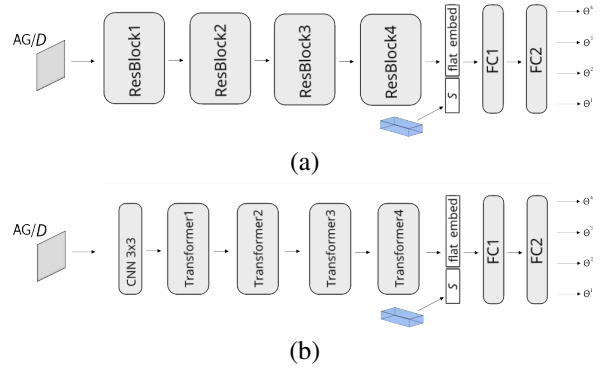 AG/D
ResBlock1
ResBlock2
ResBlock3
ResBlock4
flat embed
S
FC1
FC2
Θ⁴
Θ³
Θ²
Θ¹
(a)
AG/D
CNN 3x3
Transformer1
Transformer2
Transformer3
Transformer4
flat embed
S
FC1
FC2
Θ⁴
Θ³
Θ²
Θ¹
(b)